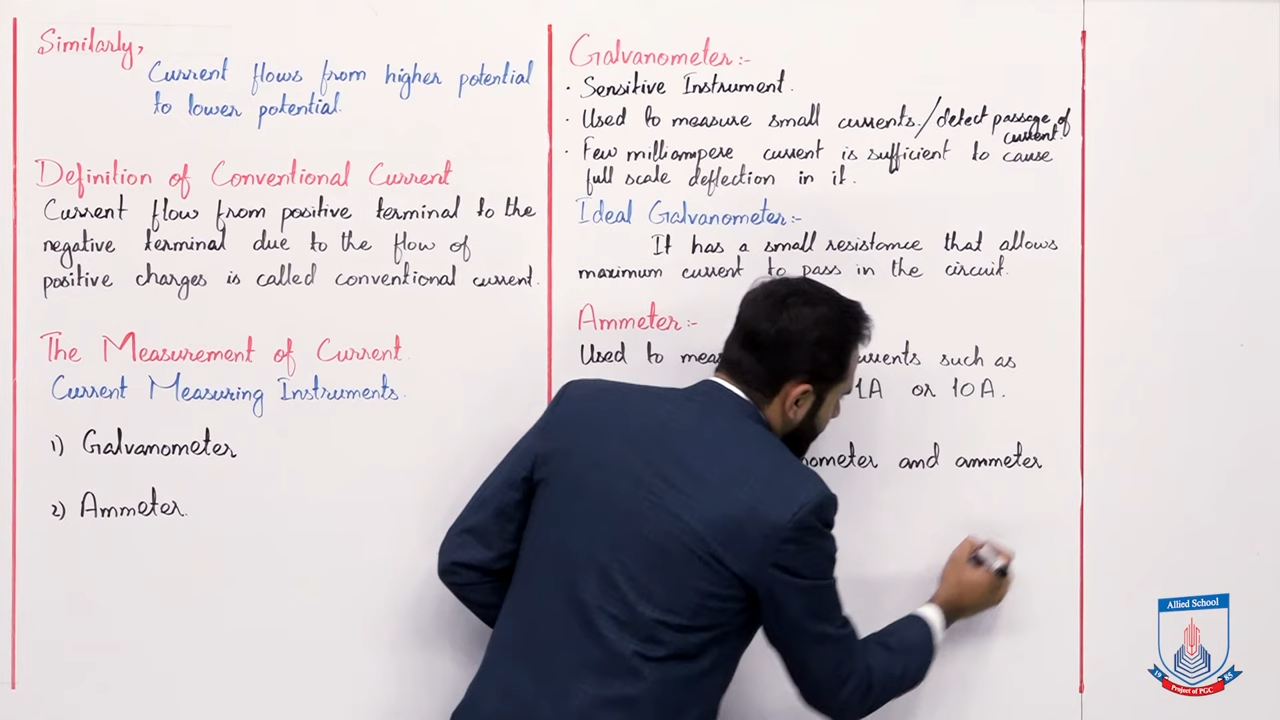 Similarly,
Current flows from higher potential
to lower potential.
Definition of Conventional Current
Current flow from positive terminal to the
negative terminal due to the flow of
positive charges is called conventional current.
The Measurement of Current.
Current Measuring Instruments.
1) Galvanometer
2) Ammeter.
Galvanometer:-
· Sensitive Instrument.
· Used to measure small currents./detect passage of
current.
· Few milliampere current is sufficient to cause
full scale deflection in it.
Ideal Galvanometer:-
It has a small resistance that allows
maximum current to pass in the circuit.
Ammeter:-
Used to such as
1A or 10A.
and ammeter
Allied School
19 85
Project of PGC